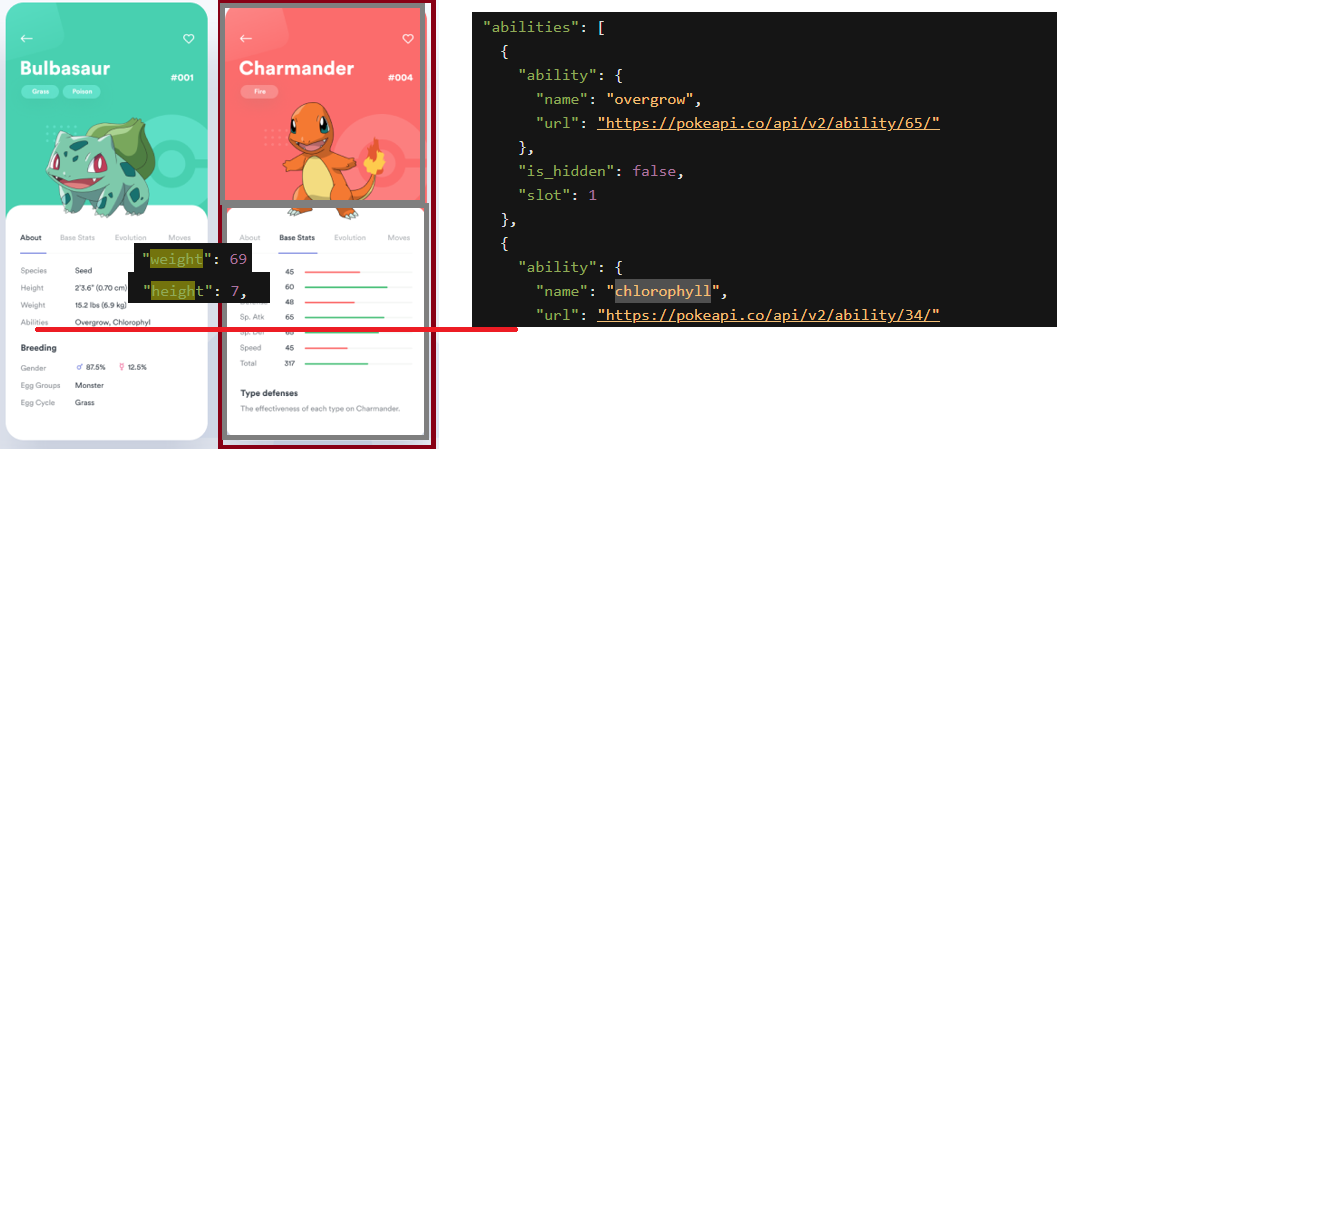 Bulbasaur
#001
Grass Poison
About Base Stats Evolution Moves
Species Seed
Height 2'3.6" (0.70 cm)
Weight 15.2 lbs (6.9 kg)
Abilities Overgrow, Chlorophyl
Breeding
Gender ♂ 87.5% ☿ 12.5%
Egg Groups Monster
Egg Cycle Grass
"weight": 69
"height": 7,
Charmander
#004
Fire
About Base Stats Evolution Moves
45
60
48
Sp. Atk 65
Sp. Def 65
Speed 45
Total 317
Type defenses
The effectiveness of each type on Charmander.
"abilities": [
{
"ability": {
"name": "overgrow",
"url": "https://pokeapi.co/api/v2/ability/65/"
},
"is_hidden": false,
"slot": 1
},
{
"ability": {
"name": "chlorophyll",
"url": "https://pokeapi.co/api/v2/ability/34/"